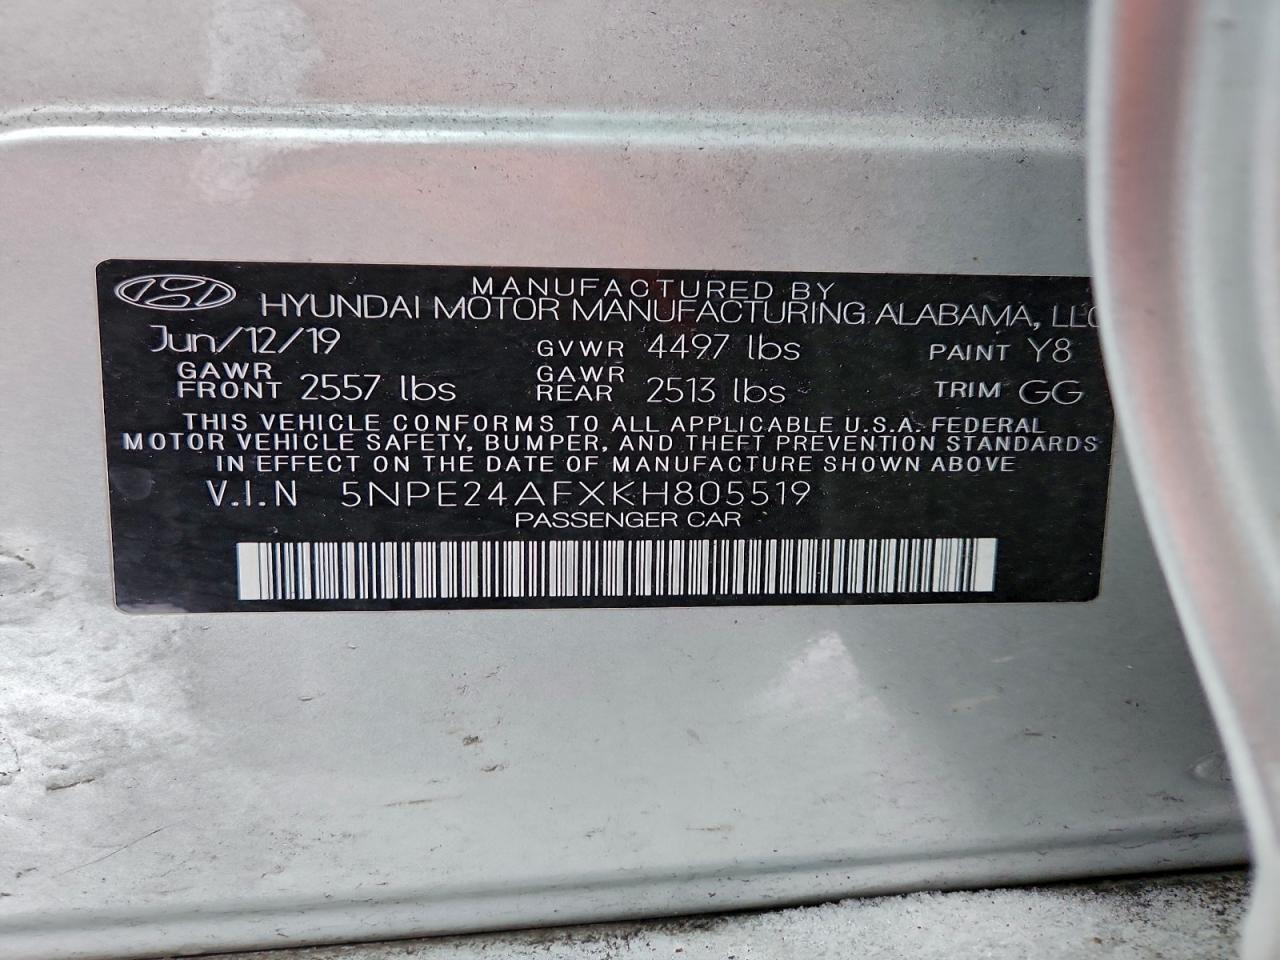 MANUFACTURED BY
HYUNDAI MOTOR MANUFACTURING ALABAMA, LLC
Jun/12/19 GVWR 4497 lbs PAINT Y8
GAWR FRONT 2557 lbs GAWR REAR 2513 lbs TRIM GG
THIS VEHICLE CONFORMS TO ALL APPLICABLE U.S.A. FEDERAL
MOTOR VEHICLE SAFETY, BUMPER, AND THEFT PREVENTION STANDARDS
IN EFFECT ON THE DATE OF MANUFACTURE SHOWN ABOVE
V.I.N 5NPE24AFXKH805519
PASSENGER CAR